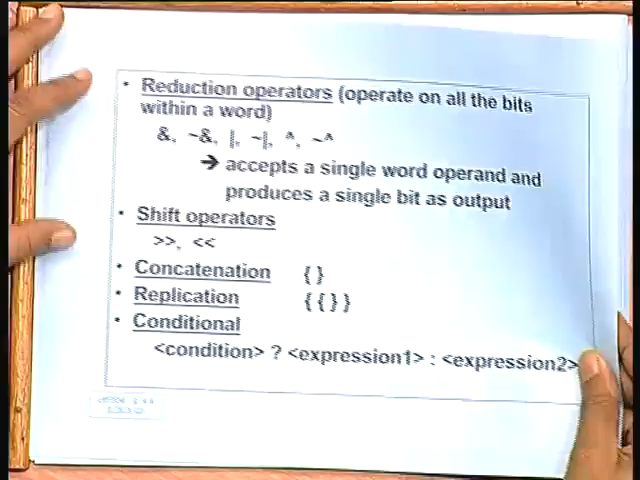 • Reduction operators (operate on all the bits
within a word)
&, ~&, |, ~|, ^, ~^
➔ accepts a single word operand and
produces a single bit as output
• Shift operators
>>, <<
• Concatenation { }
• Replication { { } }
• Conditional
<condition> ? <expression1> : <expression2>